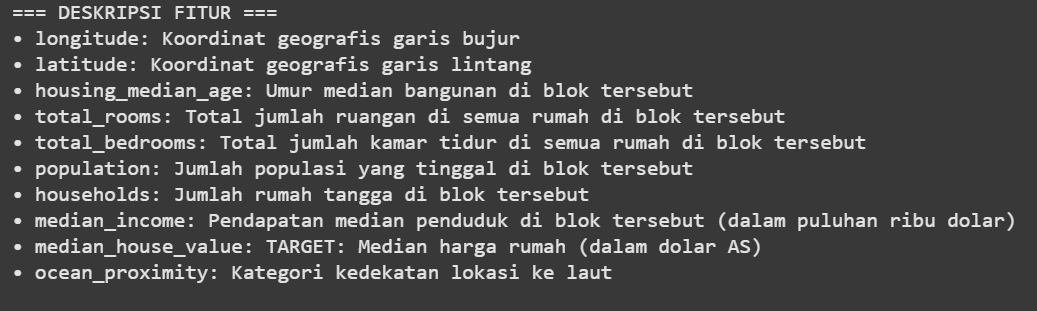 === DESKRIPSI FITUR ===
• longitude: Koordinat geografis garis bujur
• latitude: Koordinat geografis garis lintang
• housing_median_age: Umur median bangunan di blok tersebut
• total_rooms: Total jumlah ruangan di semua rumah di blok tersebut
• total_bedrooms: Total jumlah kamar tidur di semua rumah di blok tersebut
• population: Jumlah populasi yang tinggal di blok tersebut
• households: Jumlah rumah tangga di blok tersebut
• median_income: Pendapatan median penduduk di blok tersebut (dalam puluhan ribu dolar)
• median_house_value: TARGET: Median harga rumah (dalam dolar AS)
• ocean_proximity: Kategori kedekatan lokasi ke laut